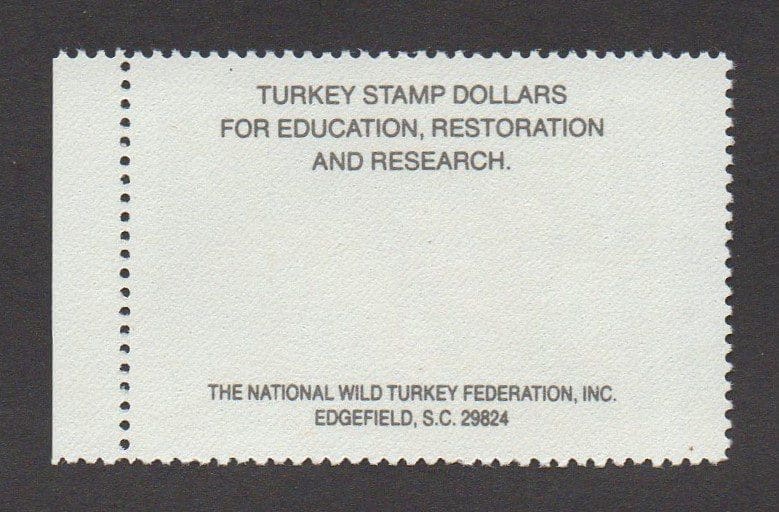 TURKEY STAMP DOLLARS
FOR EDUCATION, RESTORATION
AND RESEARCH.
THE NATIONAL WILD TURKEY FEDERATION, INC.
EDGEFIELD, S.C. 29824